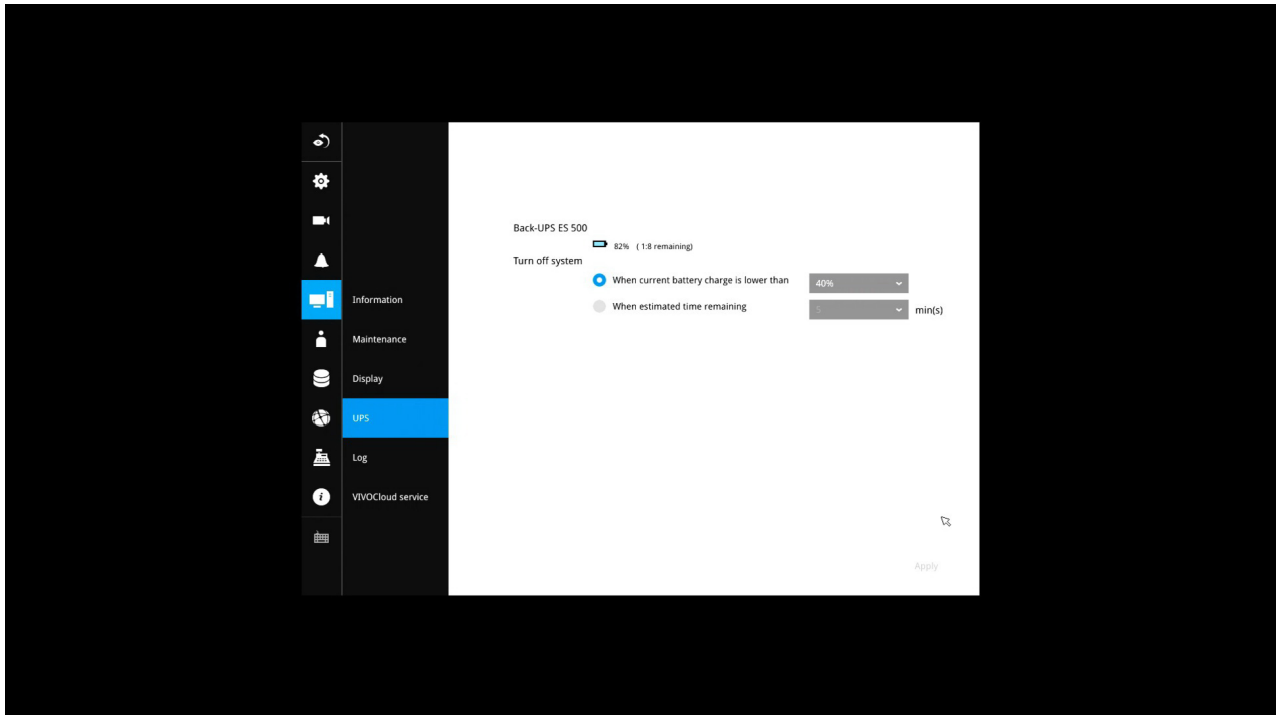 Back-UPS ES 500
82% ( 1:8 remaining)
Turn off system
When current battery charge is lower than 40%
When estimated time remaining 5 min(s)
Information
Maintenance
Display
UPS
Log
VIVOCloud service
Apply